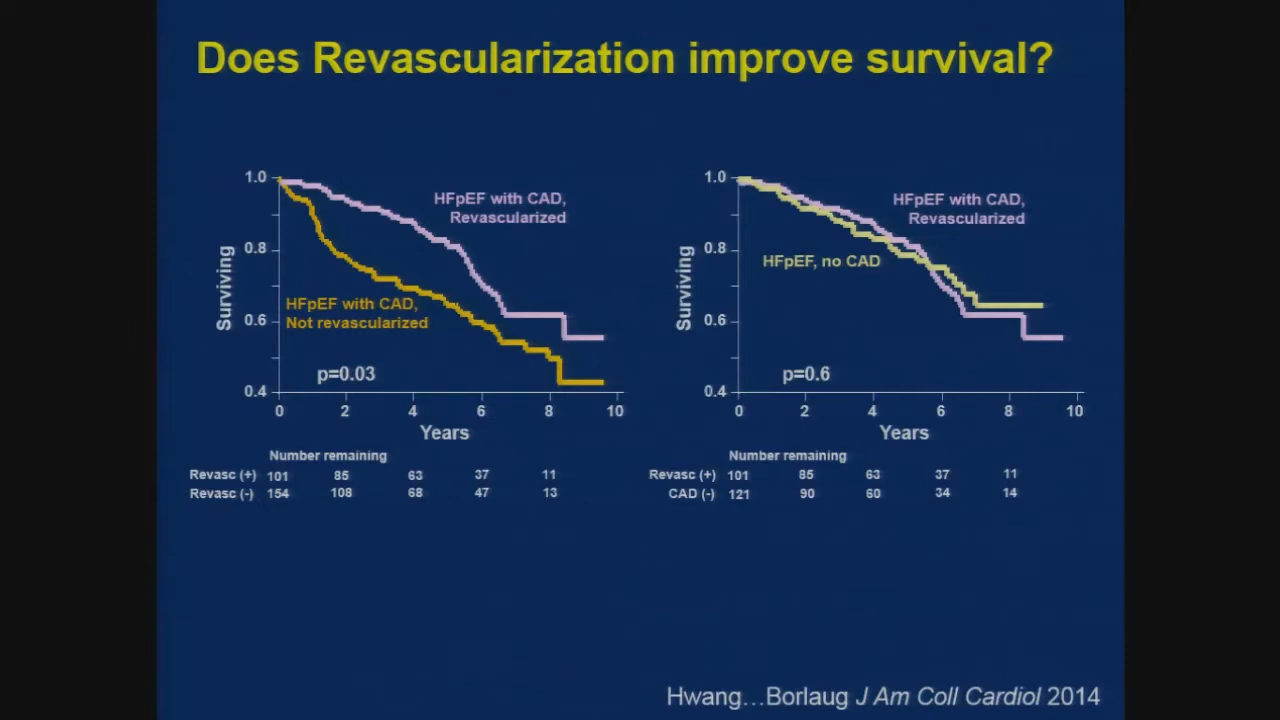 Does Revascularization improve survival?
1.0
0.8
0.6
0.4
Surviving
HFpEF with CAD,
Revascularized
HFpEF with CAD,
Not revascularized
p=0.03
0 2 4 6 8 10
Years
Number remaining
Revasc (+) 101 85 63 37 11
Revasc (-) 154 108 68 47 13
1.0
0.8
0.6
0.4
Surviving
HFpEF with CAD,
Revascularized
HFpEF, no CAD
p=0.6
0 2 4 6 8 10
Years
Number remaining
Revasc (+) 101 85 63 37 11
CAD (-) 121 90 60 34 14
Hwang...Borlaug J Am Coll Cardiol 2014